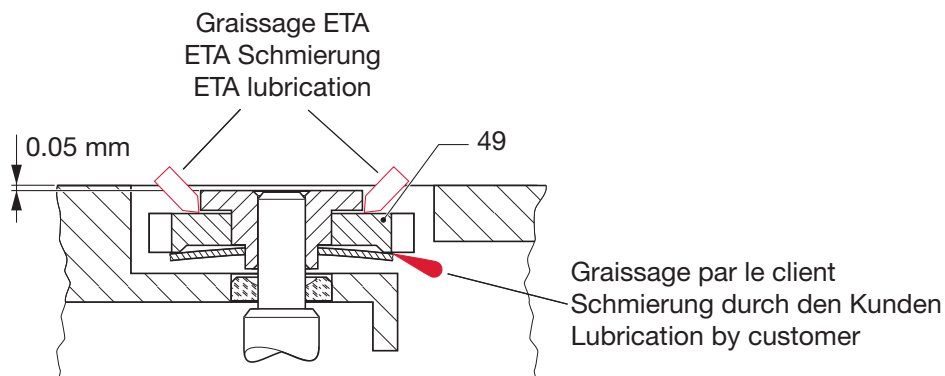 Graissage ETA
ETA Schmierung
ETA lubrication
0.05 mm
49
Graissage par le client
Schmierung durch den Kunden
Lubrication by customer